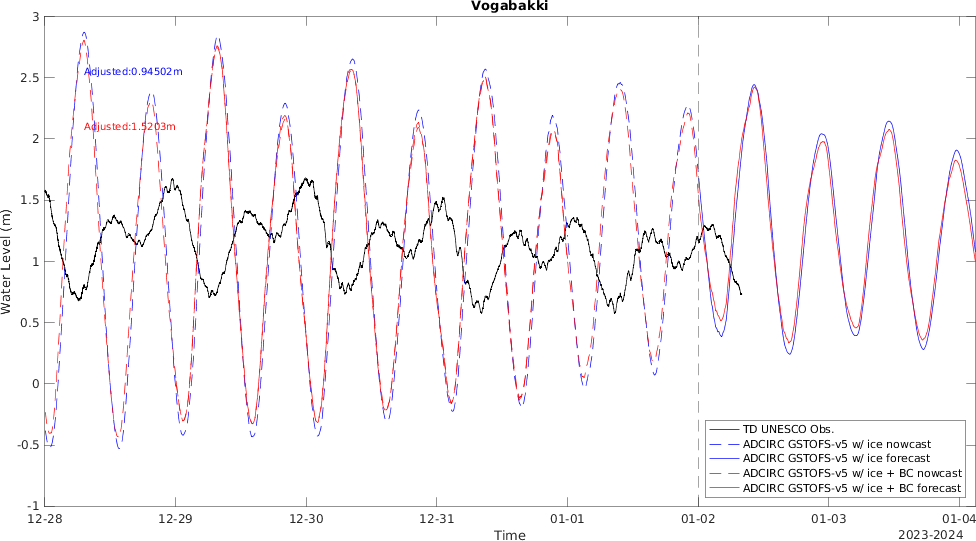 Vogabakki
3
2.5
2
1.5
1
0.5
0
-0.5
-1
Water Level (m)
Adjusted:0.94502m
Adjusted:1.5203m
TD UNESCO Obs.
ADCIRC GSTOFS-v5 w/ ice nowcast
ADCIRC GSTOFS-v5 w/ ice forecast
ADCIRC GSTOFS-v5 w/ ice + BC nowcast
ADCIRC GSTOFS-v5 w/ ice + BC forecast
12-28 12-29 12-30 12-31 01-01 01-02 01-03 01-04
Time
2023-2024